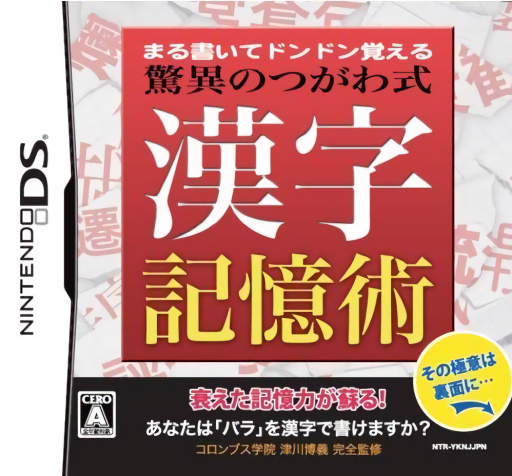 NINTENDO DS
まる書いてドンドン覚える
驚異のつがわ式
漢字
記憶術
その極意は
裏面に…
衰えた記憶力が蘇る!
あなたは「バラ」を漢字で書けますか?
コロンブス学院 津川博義 完全監修
CERO
A
NTR-YKNJJPN